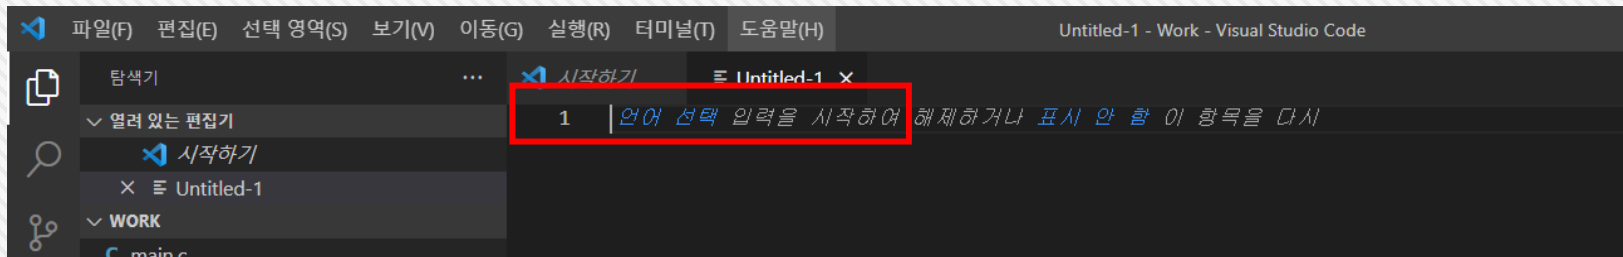 파일(F) 편집(E) 선택 영역(S) 보기(V) 이동(G) 실행(R) 터미널(T) 도움말(H) Untitled-1 - Work - Visual Studio Code
탐색기 ··· 시작하기 Untitled-1 ×
열려 있는 편집기
1 언어 선택 입력을 시작하여 해제하거나 표시 안 함 이 항목을 다시
시작하기
× Untitled-1
WORK
C main.c